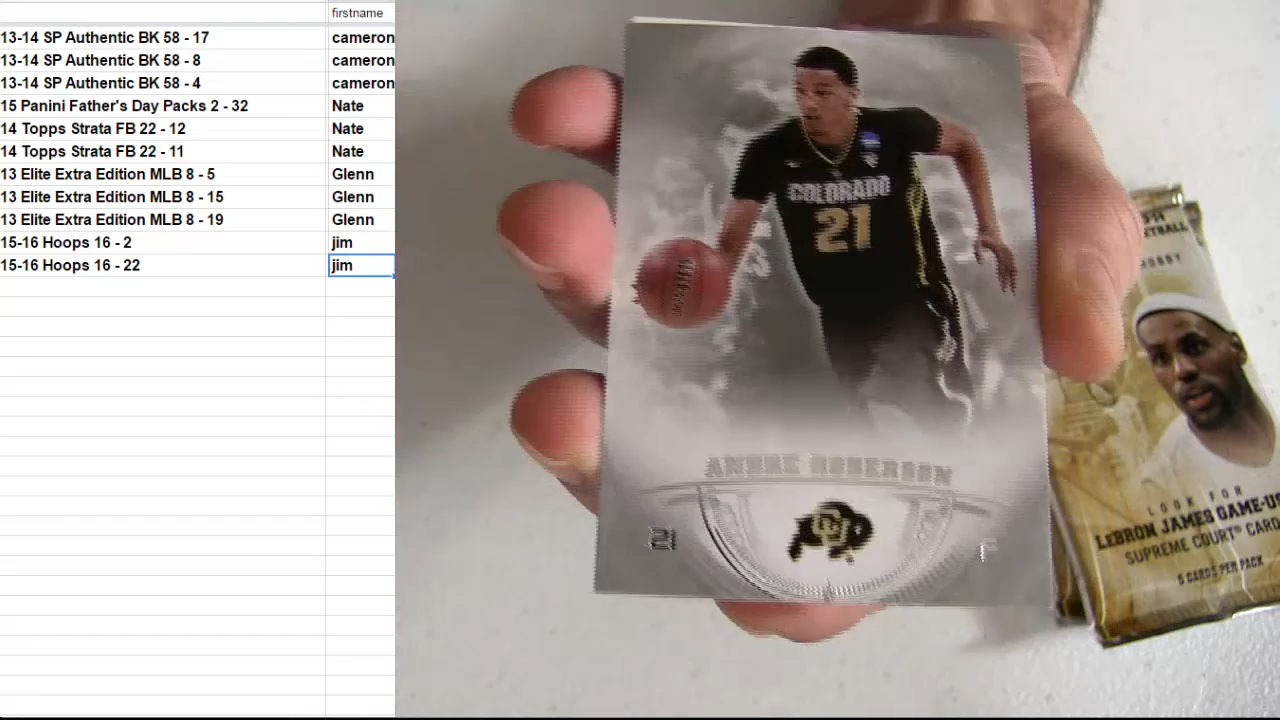 firstname
13-14 SP Authentic BK 58 - 17 cameron
13-14 SP Authentic BK 58 - 8 cameron
13-14 SP Authentic BK 58 - 4 cameron
15 Panini Father's Day Packs 2 - 32 Nate
14 Topps Strata FB 22 - 12 Nate
14 Topps Strata FB 22 - 11 Nate
13 Elite Extra Edition MLB 8 - 5 Glenn
13 Elite Extra Edition MLB 8 - 15 Glenn
13 Elite Extra Edition MLB 8 - 19 Glenn
15-16 Hoops 16 - 2 jim
15-16 Hoops 16 - 22 jim
COLORADO
21
ANDRE ROBERSON
21
F
CU
LOOK FOR
LEBRON JAMES GAME-US
SUPREME COURT CARD
5 CARDS PER PACK